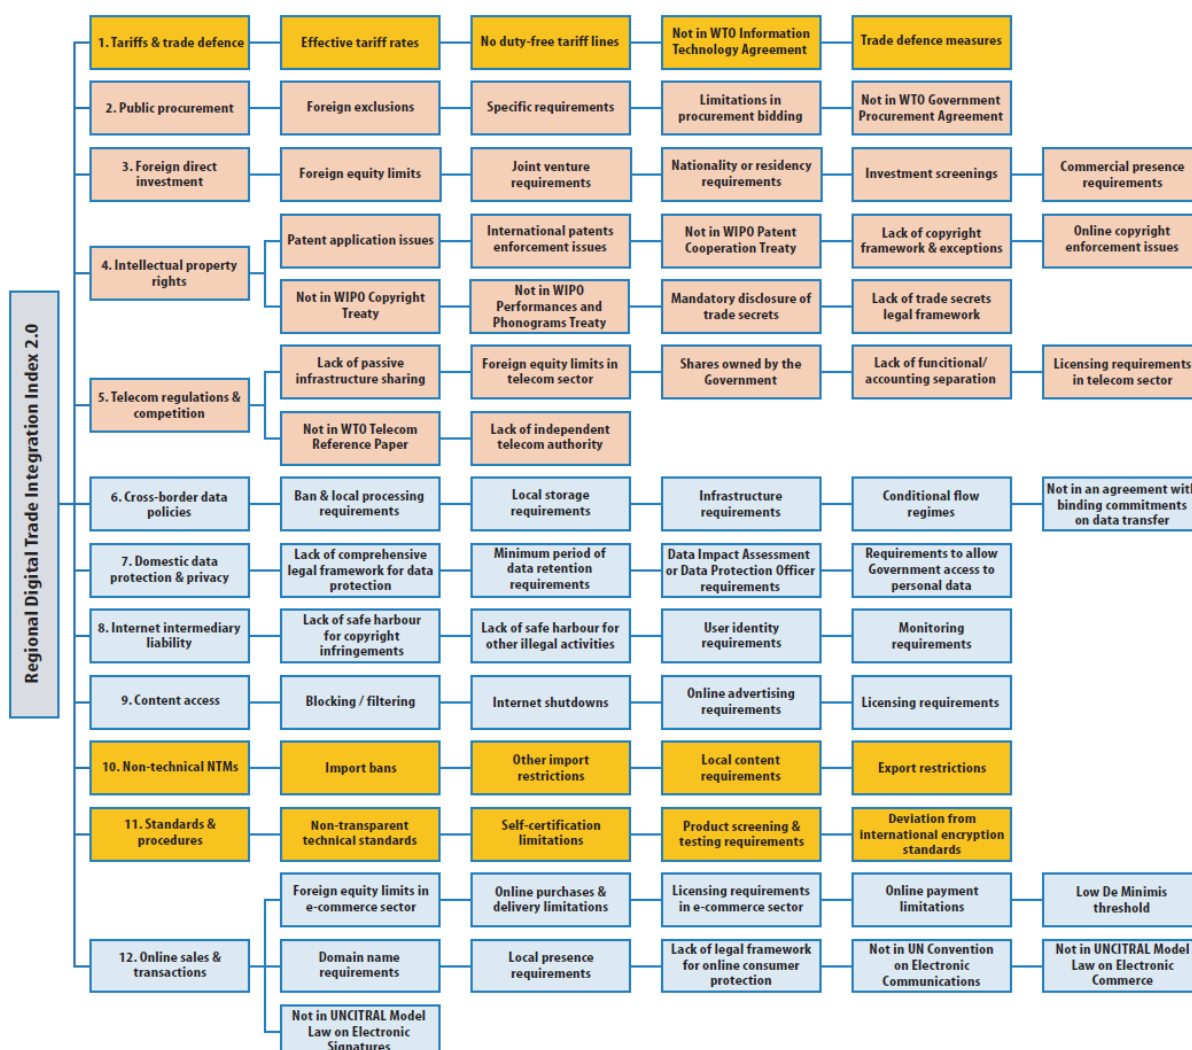 Regional Digital Trade Integration Index 2.0
1. Tariffs & trade defence
Effective tariff rates
No duty-free tariff lines
Not in WTO Information
Technology Agreement
Trade defence measures
2. Public procurement
Foreign exclusions
Specific requirements
Limitations in
procurement bidding
Not in WTO Government
Procurement Agreement
3. Foreign direct
investment
Foreign equity limits
Joint venture
requirements
Nationality or residency
requirements
Investment screenings
Commercial presence
requirements
4. Intellectual property
rights
Patent application issues
International patents
enforcement issues
Not in WIPO Patent
Cooperation Treaty
Lack of copyright
framework & exceptions
Online copyright
enforcement issues
Not in WIPO Copyright
Treaty
Not in WIPO
Performances and
Phonograms Treaty
Mandatory disclosure of
trade secrets
Lack of trade secrets
legal framework
5. Telecom regulations &
competition
Lack of passive
infrastructure sharing
Foreign equity limits in
telecom sector
Shares owned by the
Government
Lack of funcitional/
accounting separation
Licensing requirements
in telecom sector
Not in WTO Telecom
Reference Paper
Lack of independent
telecom authority
6. Cross-border data
policies
Ban & local processing
requirements
Local storage
requirements
Infrastructure
requirements
Conditional flow
regimes
Not in an agreement with
binding commitments
on data transfer
7. Domestic data
protection & privacy
Lack of comprehensive
legal framework for data
protection
Minimum period of
data retention
requirements
Data Impact Assessment
or Data Protection Officer
requirements
Requirements to allow
Government access to
personal data
8. Internet intermediary
liability
Lack of safe harbour
for copyright
infringements
Lack of safe harbour for
other illegal activities
User identity
requirements
Monitoring
requirements
9. Content access
Blocking / filtering
Internet shutdowns
Online advertising
requirements
Licensing requirements
10. Non-technical NTMs
Import bans
Other import
restrictions
Local content
requirements
Export restrictions
11. Standards &
procedures
Non-transparent
technical standards
Self-certification
limitations
Product screening &
testing requirements
Deviation from
international encryption
standards
12. Online sales &
transactions
Foreign equity limits in
e-commerce sector
Online purchases &
delivery limitations
Licensing requirements
in e-commerce sector
Online payment
limitations
Low De Minimis
threshold
Domain name
requirements
Local presence
requirements
Lack of legal framework
for online consumer
protection
Not in UN Convention
on Electronic
Communications
Not in UNCITRAL Model
Law on Electronic
Commerce
Not in UNCITRAL Model
Law on Electronic
Signatures